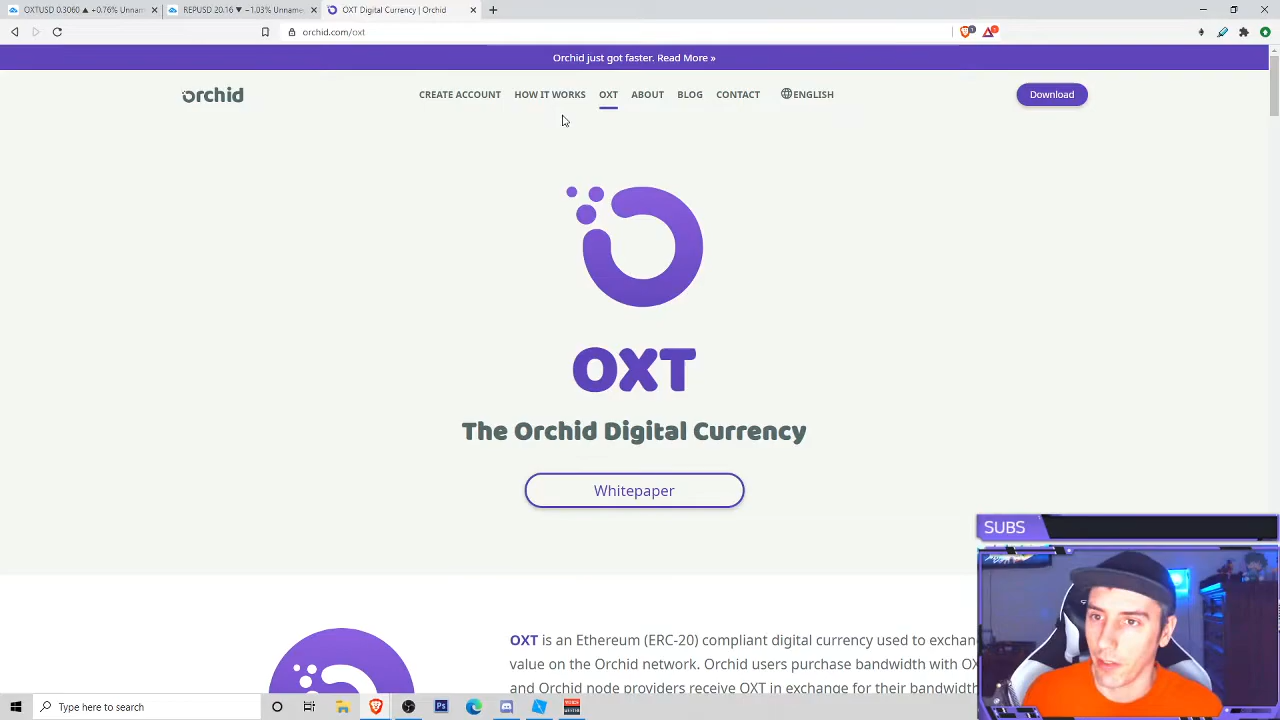 OXTUSD 0.3060 ▲ +0.76% Unnam
REPUSD 20.16 ▼ −1.03% Unname
OXT Digital Currency | Orchid
orchid.com/oxt
Orchid just got faster. Read More »
orchid
CREATE ACCOUNT
HOW IT WORKS
OXT
ABOUT
BLOG
CONTACT
ENGLISH
Download
OXT
The Orchid Digital Currency
Whitepaper
OXT is an Ethereum (ERC-20) compliant digital currency used to exchan
value on the Orchid network. Orchid users purchase bandwidth with OX
and Orchid node providers receive OXT in exchange for their bandwidth
SUBS
Type here to search